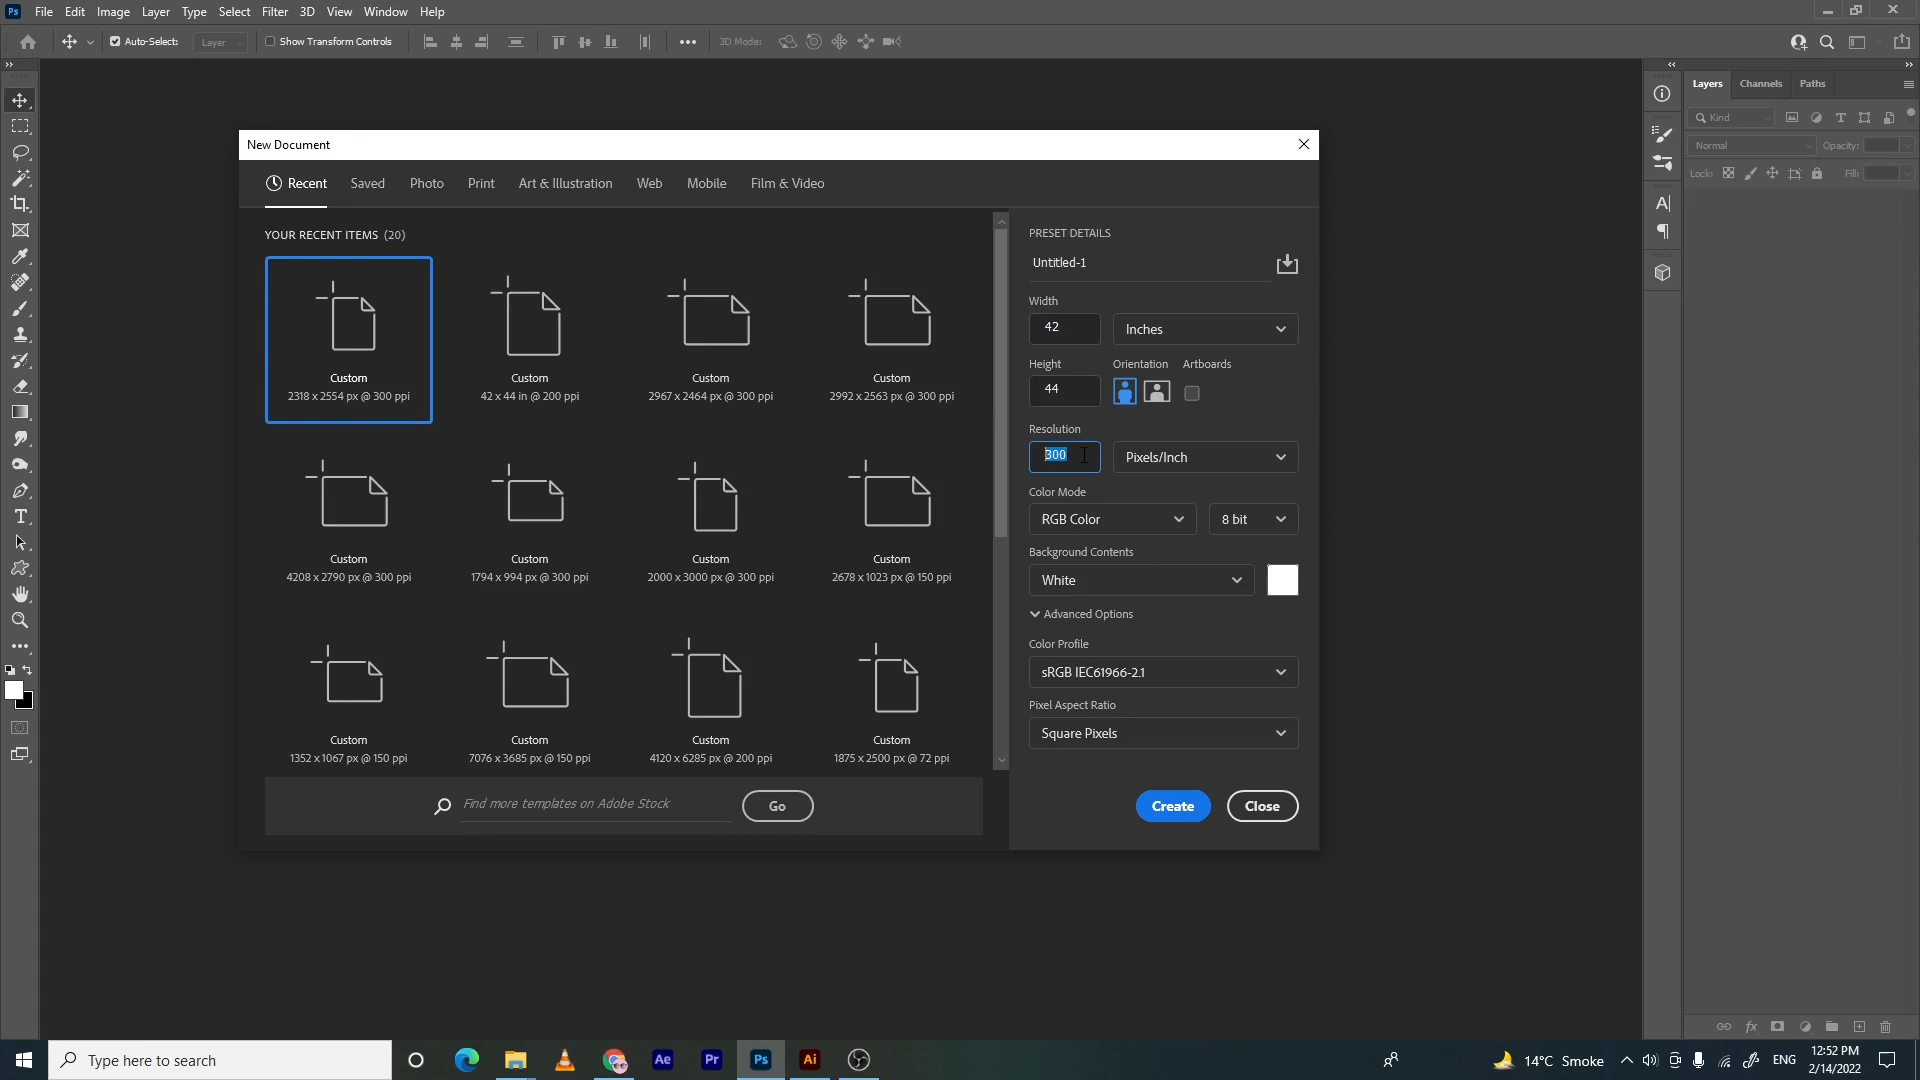 Ps File Edit Image Layer Type Select Filter 3D View Window Help
Auto-Select: Layer Show Transform Controls 3D Mode:
Layers Channels Paths
Kind
Normal Opacity:
Lock: Fill:
New Document
Recent Saved Photo Print Art & Illustration Web Mobile Film & Video
YOUR RECENT ITEMS (20)
Custom Custom Custom Custom
2318 x 2554 px @ 300 ppi 42 x 44 in @ 200 ppi 2967 x 2464 px @ 300 ppi 2992 x 2563 px @ 300 ppi
Custom Custom Custom Custom
4208 x 2790 px @ 300 ppi 1794 x 994 px @ 300 ppi 2000 x 3000 px @ 300 ppi 2678 x 1023 px @ 150 ppi
Custom Custom Custom Custom
1352 x 1067 px @ 150 ppi 7076 x 3685 px @ 150 ppi 4120 x 6285 px @ 200 ppi 1875 x 2500 px @ 72 ppi
Find more templates on Adobe Stock Go
PRESET DETAILS
Untitled-1
Width
42 Inches
Height Orientation Artboards
44
Resolution
300 Pixels/Inch
Color Mode
RGB Color 8 bit
Background Contents
White
Advanced Options
Color Profile
sRGB IEC61966-2.1
Pixel Aspect Ratio
Square Pixels
Create Close
Type here to search
Ae Pr Ps Ai
14°C Smoke
ENG
12:52 PM
2/14/2022